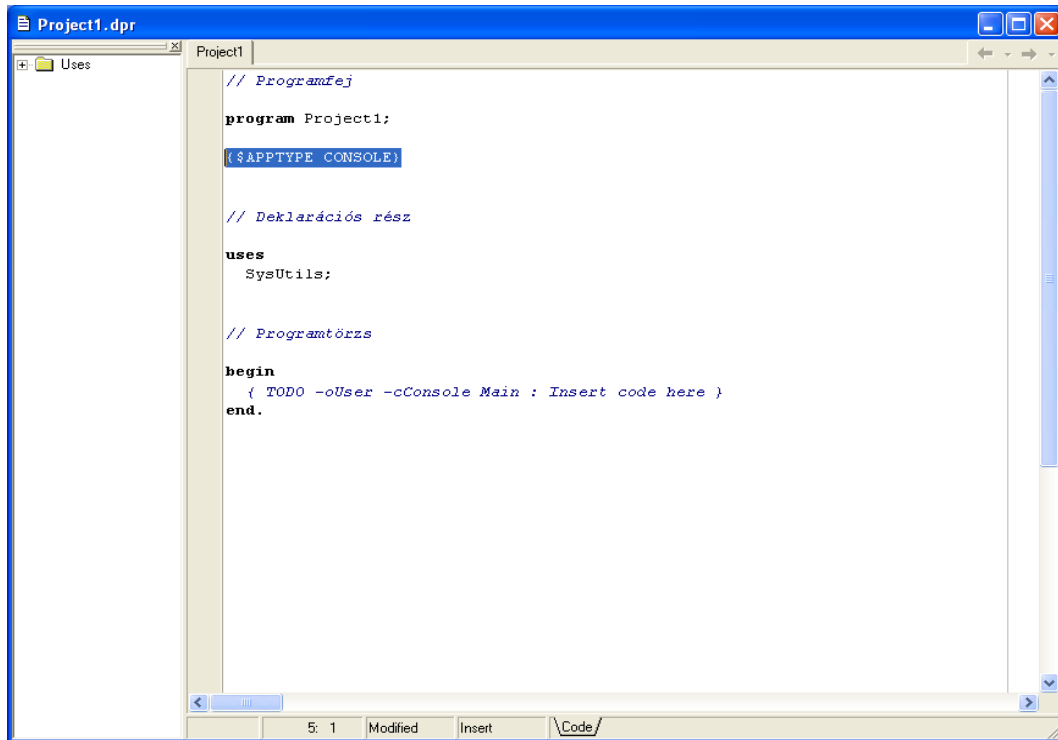 Project1.dpr
Uses
Project1
// Programfej
program Project1;
{$APPTYPE CONSOLE}
// Deklarációs rész
uses
SysUtils;
// Programtörzs
begin
{ TODO -oUser -cConsole Main : Insert code here }
end.
5: 1 Modified Insert \Code/